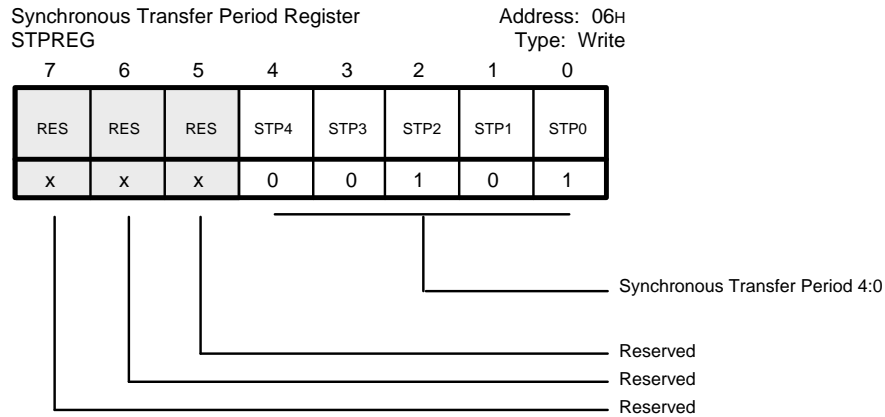 Synchronous Transfer Period Register Address: 06H
STPREG Type: Write
7 6 5 4 3 2 1 0
RES RES RES STP4 STP3 STP2 STP1 STP0
x x x 0 0 1 0 1
Synchronous Transfer Period 4:0
Reserved
Reserved
Reserved